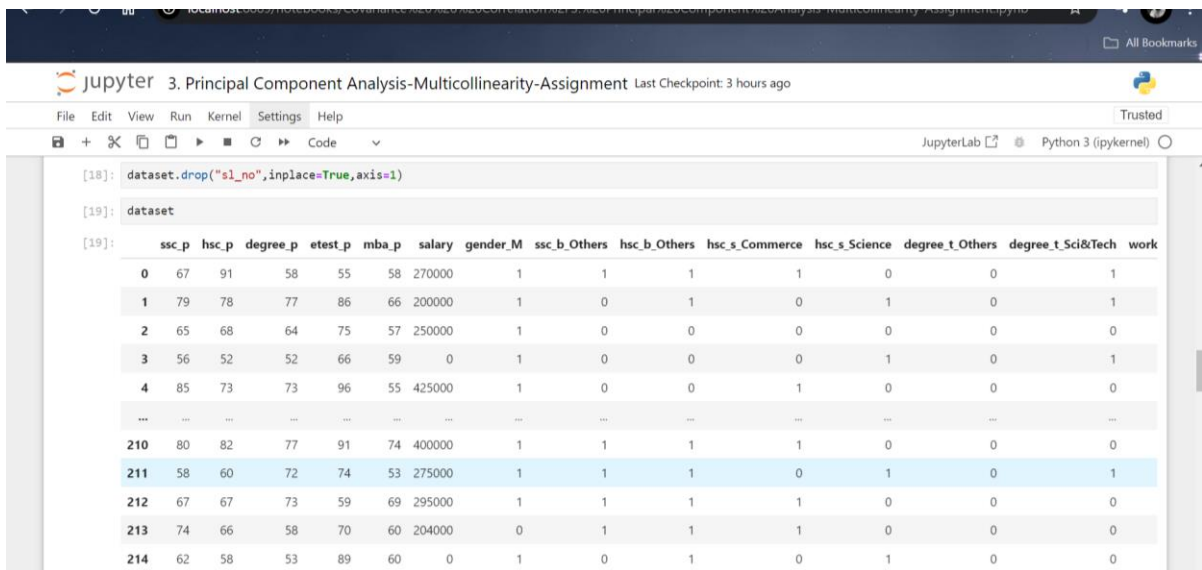 All Bookmarks
jupyter 3. Principal Component Analysis-Multicollinearity-Assignment Last Checkpoint: 3 hours ago
File Edit View Run Kernel Settings Help Trusted
Code JupyterLab Python 3 (ipykernel)
[18]: dataset.drop("sl_no",inplace=True,axis=1)
[19]: dataset
[19]: ssc_p hsc_p degree_p etest_p mba_p salary gender_M ssc_b_Others hsc_b_Others hsc_s_Commerce hsc_s_Science degree_t_Others degree_t_Sci&Tech work
0 67 91 58 55 58 270000 1 1 1 1 0 0 1
1 79 78 77 86 66 200000 1 0 1 0 1 0 1
2 65 68 64 75 57 250000 1 0 0 0 0 0 0
3 56 52 52 66 59 0 1 0 0 0 1 0 1
4 85 73 73 96 55 425000 1 0 0 1 0 0 0
... ... ... ... ... ... ... ... ... ... ... ... ... ...
210 80 82 77 91 74 400000 1 1 1 1 0 0 0
211 58 60 72 74 53 275000 1 1 1 0 1 0 1
212 67 67 73 59 69 295000 1 1 1 1 0 0 0
213 74 66 58 70 60 204000 0 1 1 1 0 0 0
214 62 58 53 89 60 0 1 0 1 0 1 0 0